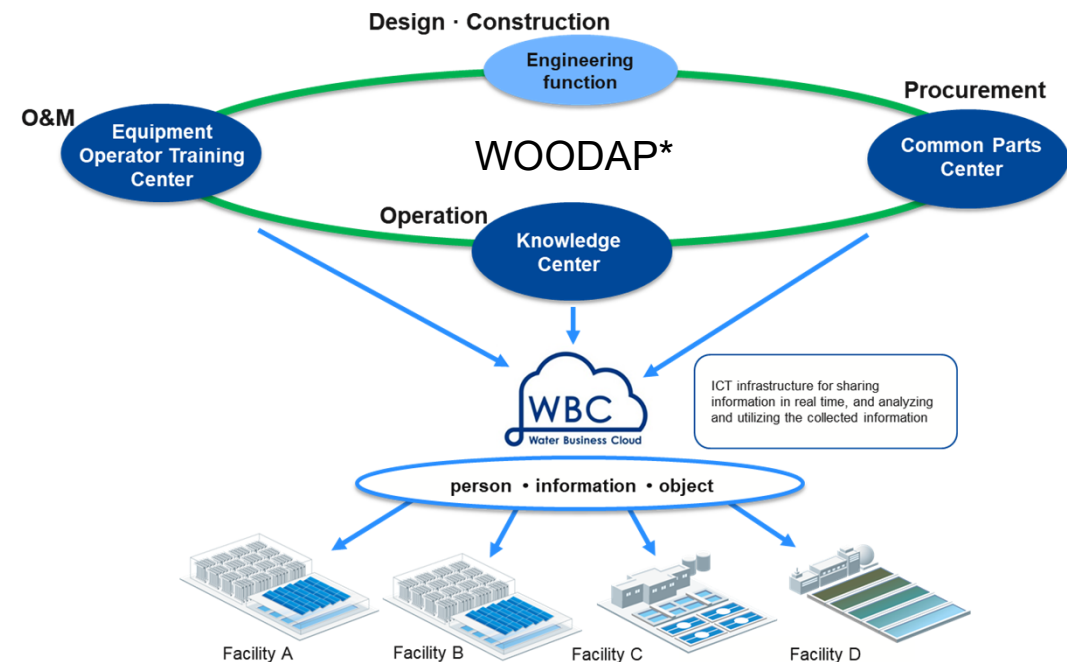 Design · Construction
Engineering
function
Procurement
O&M
Equipment
Operator Training
Center
Common Parts
Center
WOODAP*
Operation
Knowledge
Center
WBC
Water Business Cloud
ICT infrastructure for sharing
information in real time, and analyzing
and utilizing the collected information
person • information • object
Facility A
Facility B
Facility C
Facility D